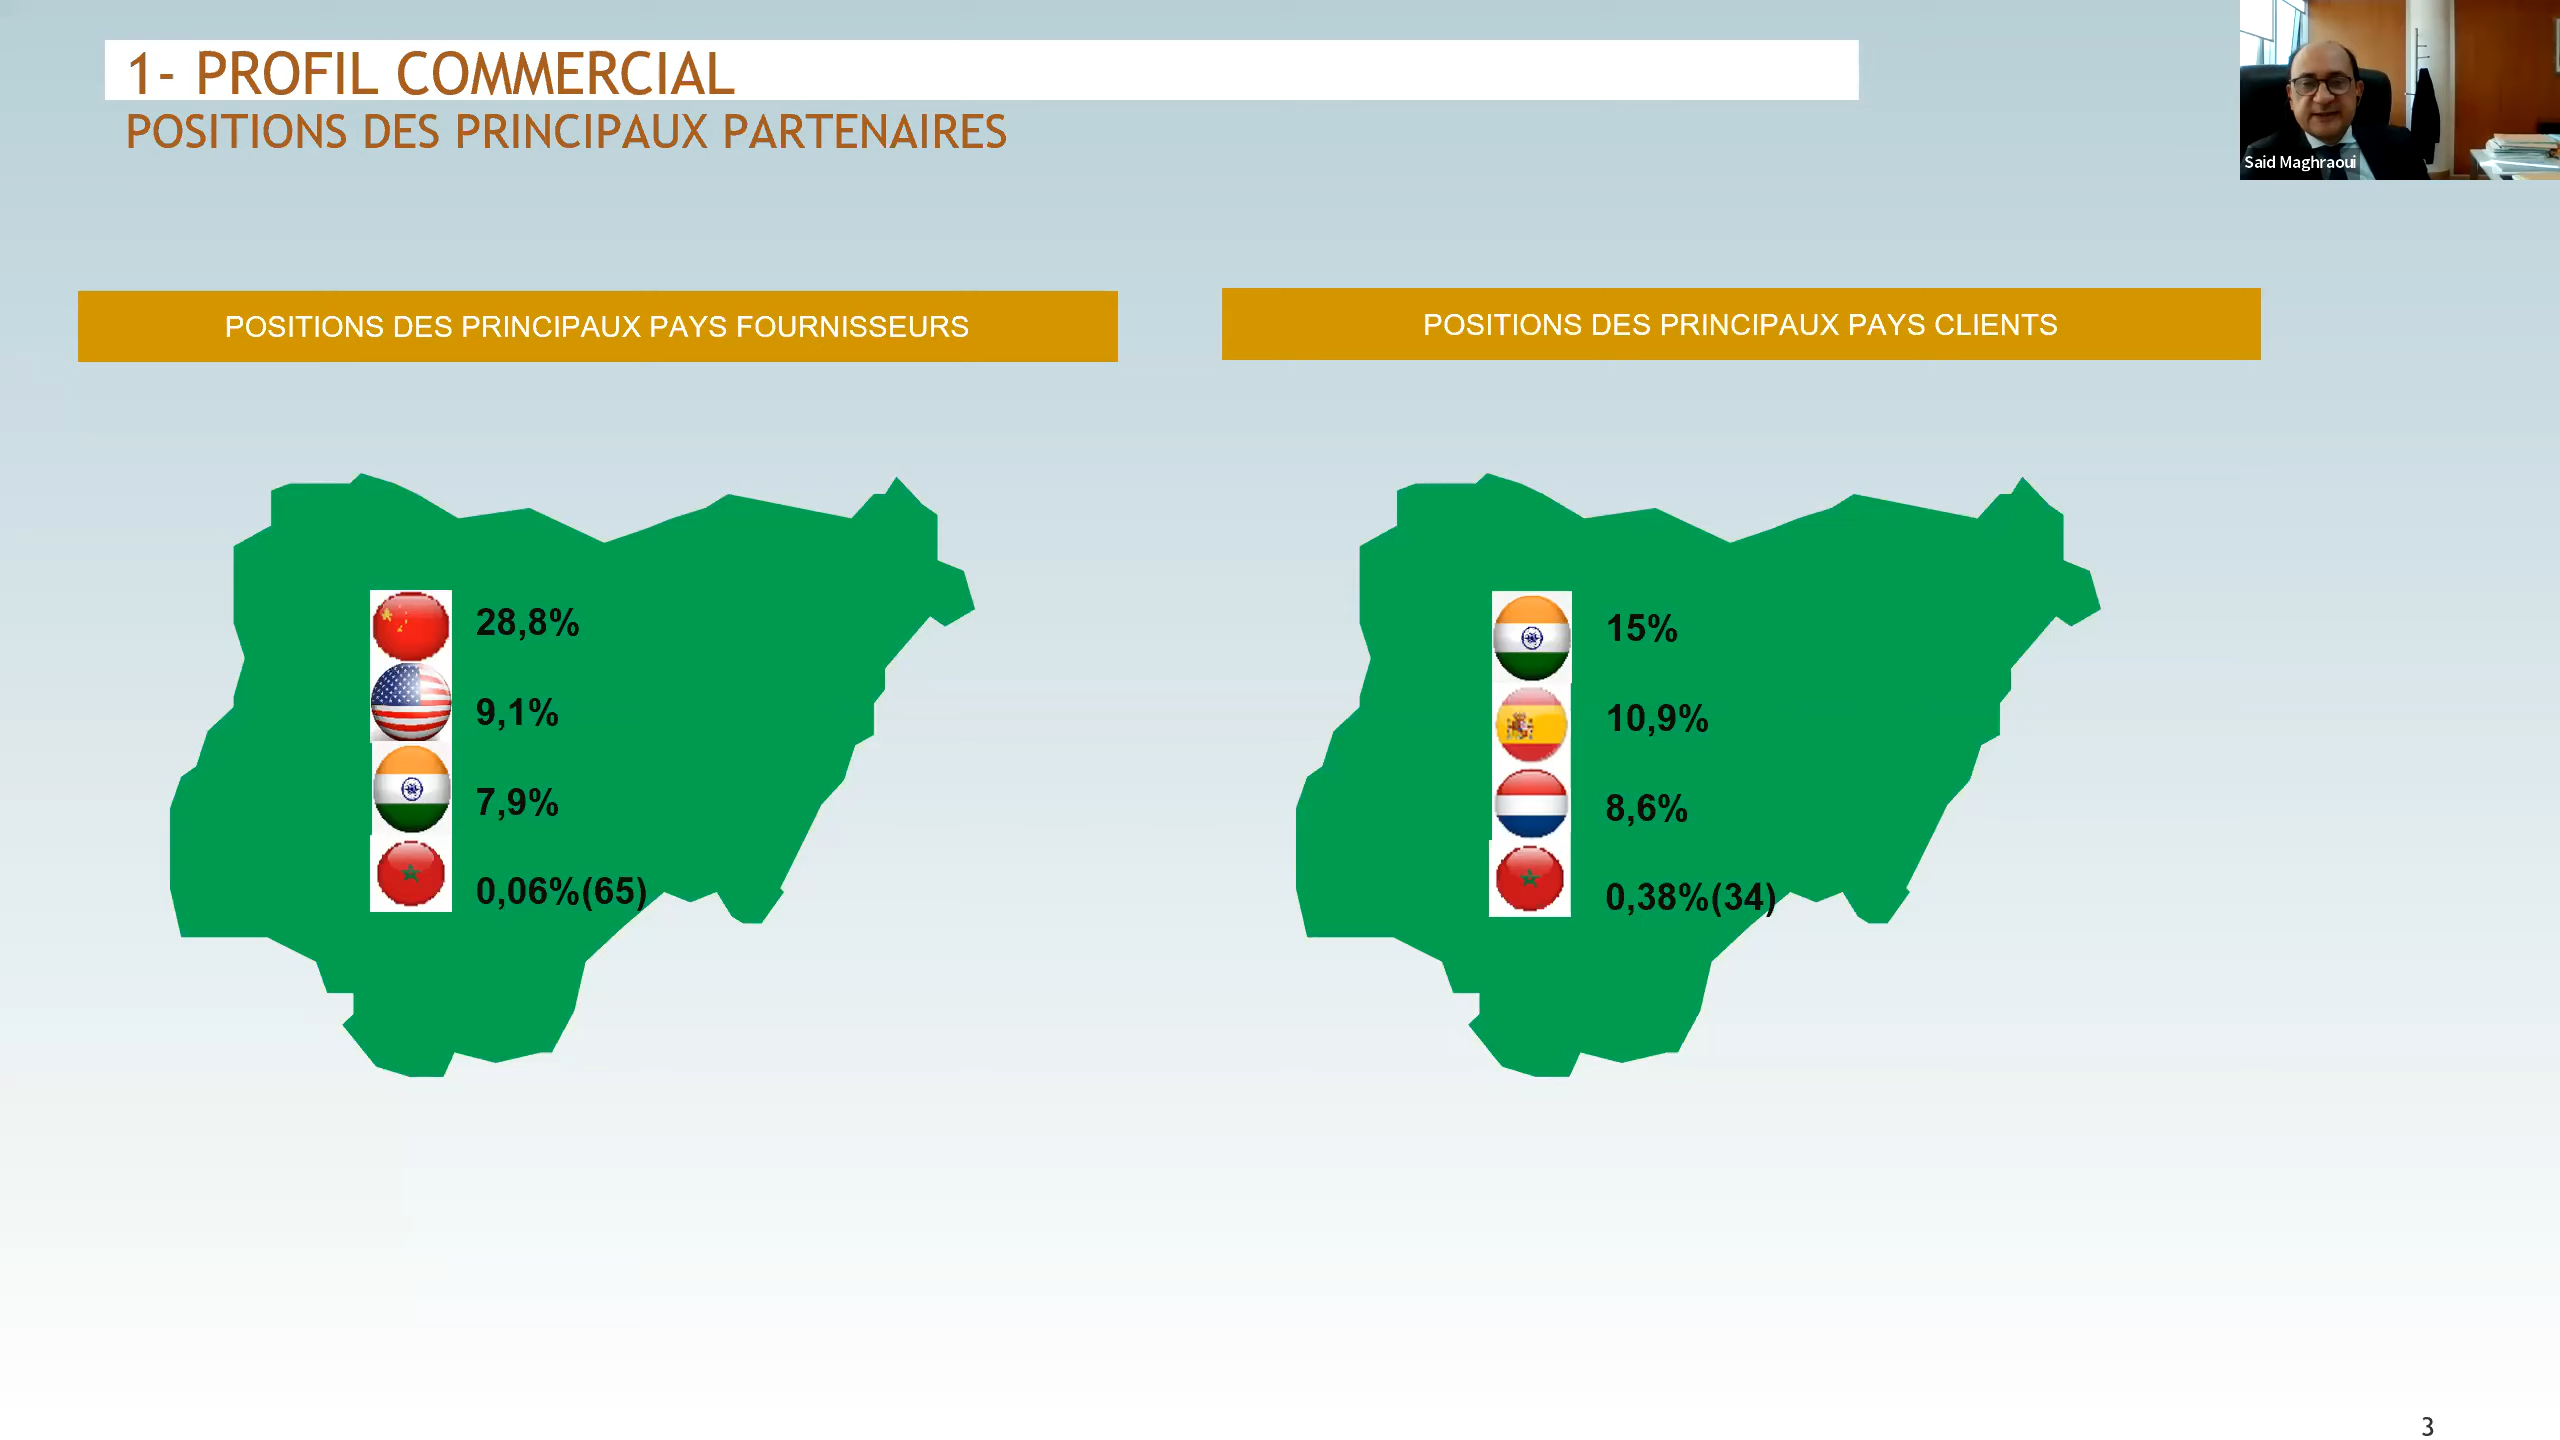 1- PROFIL COMMERCIAL
POSITIONS DES PRINCIPAUX PARTENAIRES
Said Maghraoui
POSITIONS DES PRINCIPAUX PAYS FOURNISSEURS
28,8%
9,1%
7,9%
0,06%(65)
POSITIONS DES PRINCIPAUX PAYS CLIENTS
15%
10,9%
8,6%
0,38%(34)
3